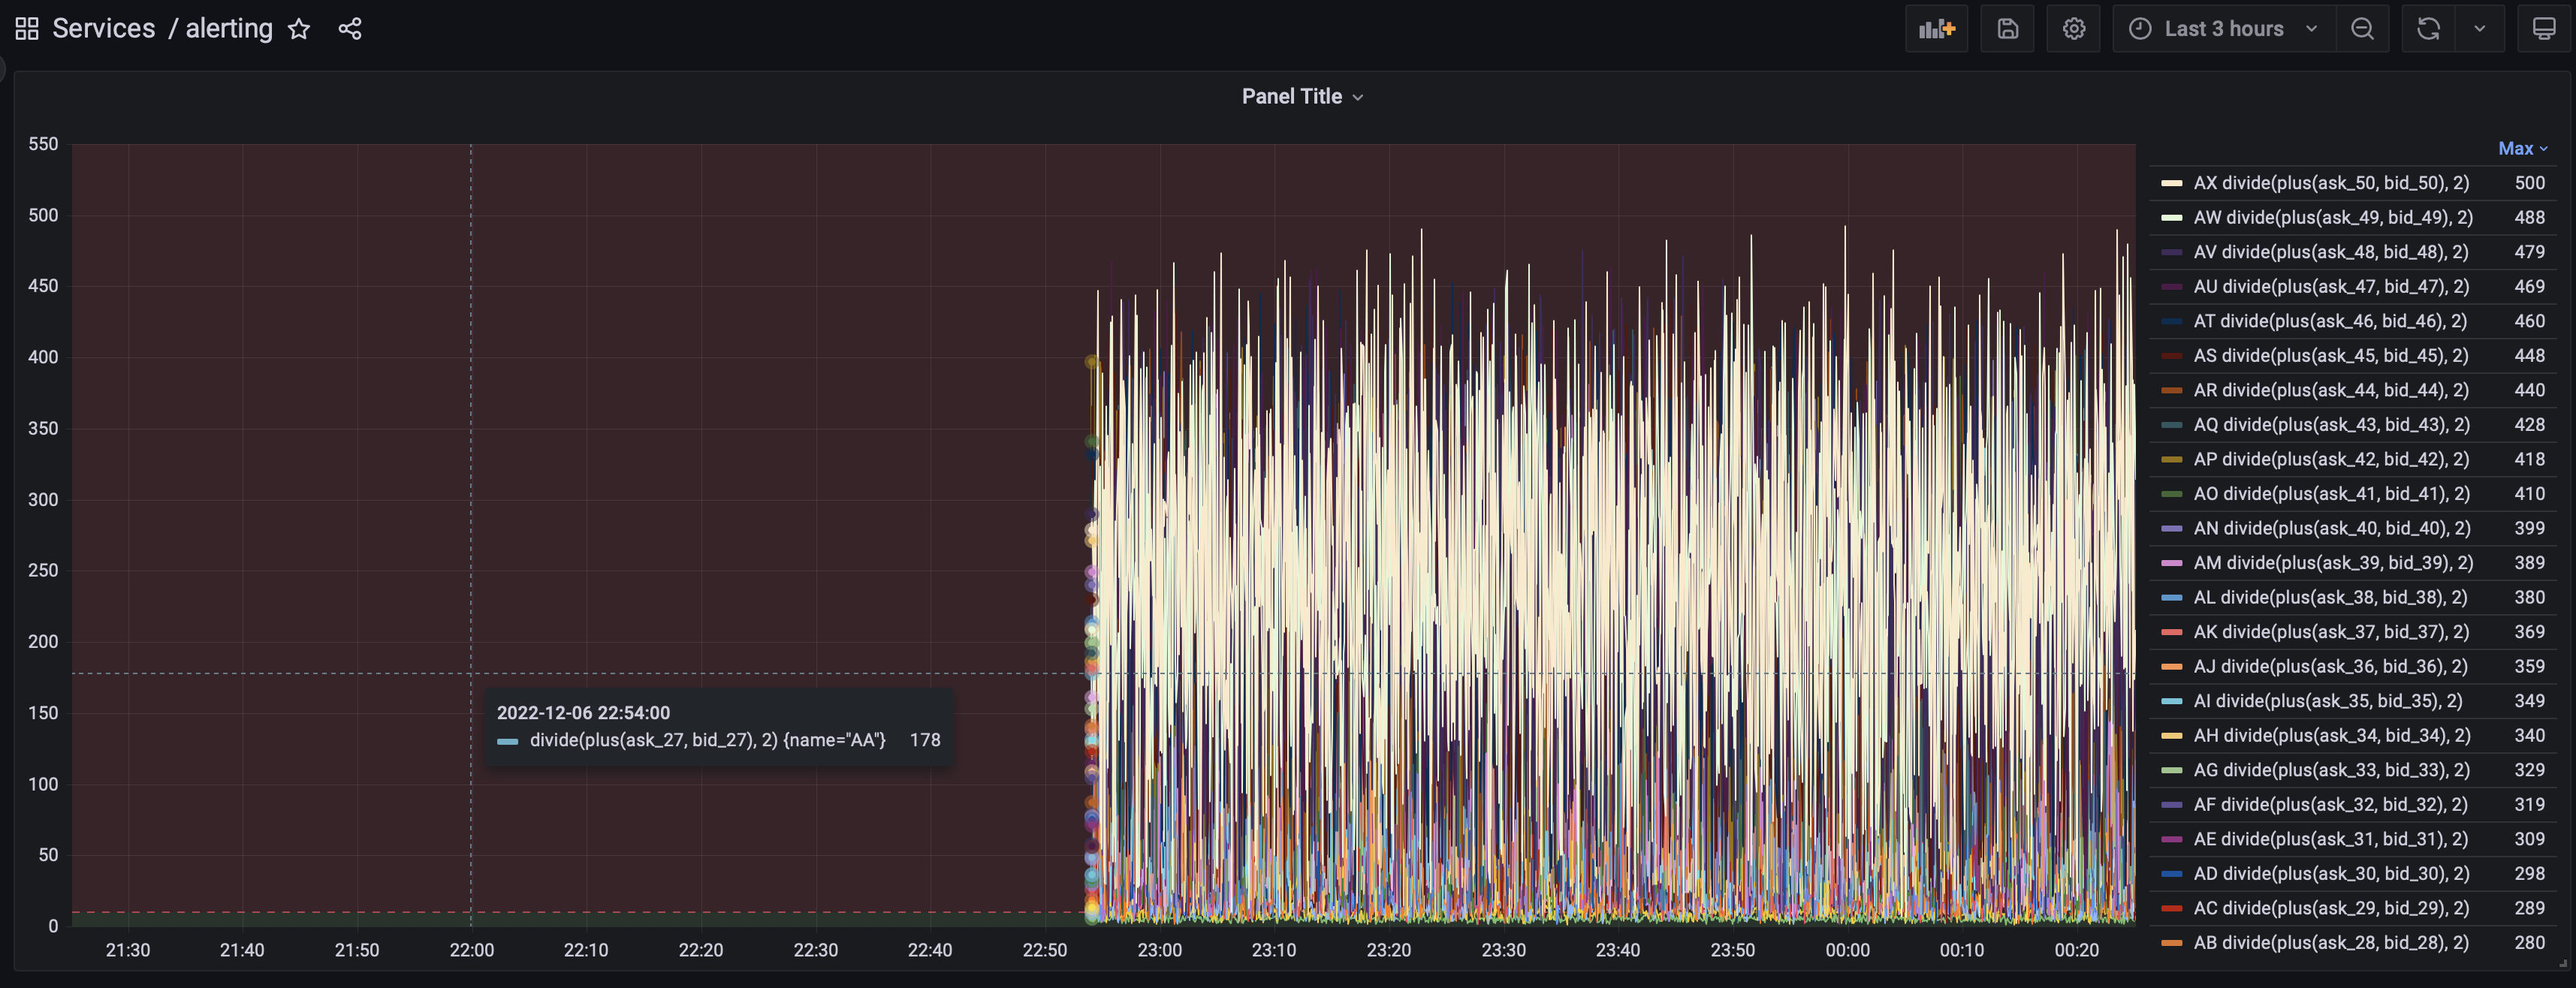 Services / alerting
Last 3 hours
Panel Title
550
500
450
400
350
300
250
200
150
100
50
0
2022-12-06 22:54:00
divide(plus(ask_27, bid_27), 2) {name="AA"} 178
21:30 21:40 21:50 22:00 22:10 22:20 22:30 22:40 22:50 23:00 23:10 23:20 23:30 23:40 23:50 00:00 00:10 00:20
Max
AX divide(plus(ask_50, bid_50), 2) 500
AW divide(plus(ask_49, bid_49), 2) 488
AV divide(plus(ask_48, bid_48), 2) 479
AU divide(plus(ask_47, bid_47), 2) 469
AT divide(plus(ask_46, bid_46), 2) 460
AS divide(plus(ask_45, bid_45), 2) 448
AR divide(plus(ask_44, bid_44), 2) 440
AQ divide(plus(ask_43, bid_43), 2) 428
AP divide(plus(ask_42, bid_42), 2) 418
AO divide(plus(ask_41, bid_41), 2) 410
AN divide(plus(ask_40, bid_40), 2) 399
AM divide(plus(ask_39, bid_39), 2) 389
AL divide(plus(ask_38, bid_38), 2) 380
AK divide(plus(ask_37, bid_37), 2) 369
AJ divide(plus(ask_36, bid_36), 2) 359
AI divide(plus(ask_35, bid_35), 2) 349
AH divide(plus(ask_34, bid_34), 2) 340
AG divide(plus(ask_33, bid_33), 2) 329
AF divide(plus(ask_32, bid_32), 2) 319
AE divide(plus(ask_31, bid_31), 2) 309
AD divide(plus(ask_30, bid_30), 2) 298
AC divide(plus(ask_29, bid_29), 2) 289
AB divide(plus(ask_28, bid_28), 2) 280